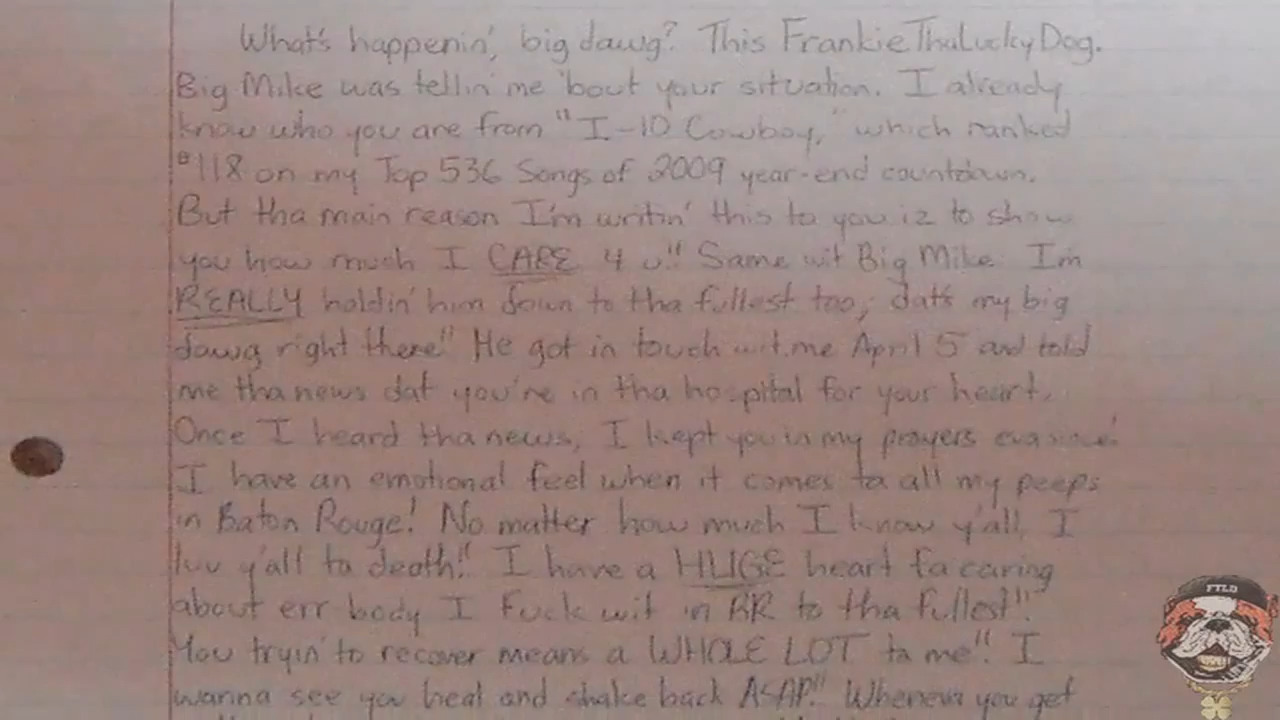 What's happenin', big dawg? This FrankieThaLuckyDog.
Big Mike was tellin' me 'bout your situation. I already
know who you are from "I-10 Cowboy," which ranked
#118 on my Top 536 Songs of 2009 year-end countdown.
But tha main reason I'm writin' this to you iz to show
you how much I CARE 4 u!! Same wit Big Mike. I'm
REALLY holdin' him down to tha fullest too; dat's my big
dawg right there!! He got in touch wit me April 5 and told
me tha news dat you're in tha hospital for your heart.
Once I heard tha news, I kept you in my prayers eva since!
I have an emotional feel when it comes ta all my peeps
in Baton Rouge! No matter how much I know y'all, I
luv y'all ta death!! I have a HUGE heart fa caring
about err body I fuck wit in BR to tha fullest!!
You tryin' to recover means a WHOLE LOT ta me!! I
wanna see you heal and shake back ASAP!! Wheneva you get
FTLD